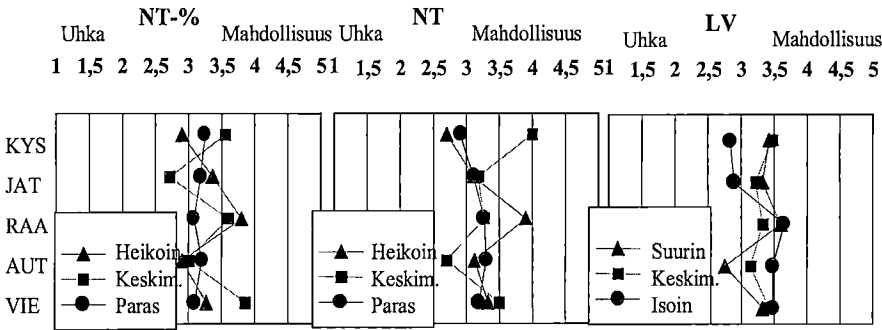 NT-% NT LV
Uhka Mahdollisuus Uhka Mahdollisuus Uhka Mahdollisuus
1 1,5 2 2,5 3 3,5 4 4,5 51 1,5 2 2,5 3 3,5 4 4,5 51 1,5 2 2,5 3 3,5 4 4,5 5
KYS
JAT
RAA
AUT
VIE
Heikoin
Keskim.
Paras
Heikoin
Keskim.
Paras
Suurin
Keskim.
Isoin